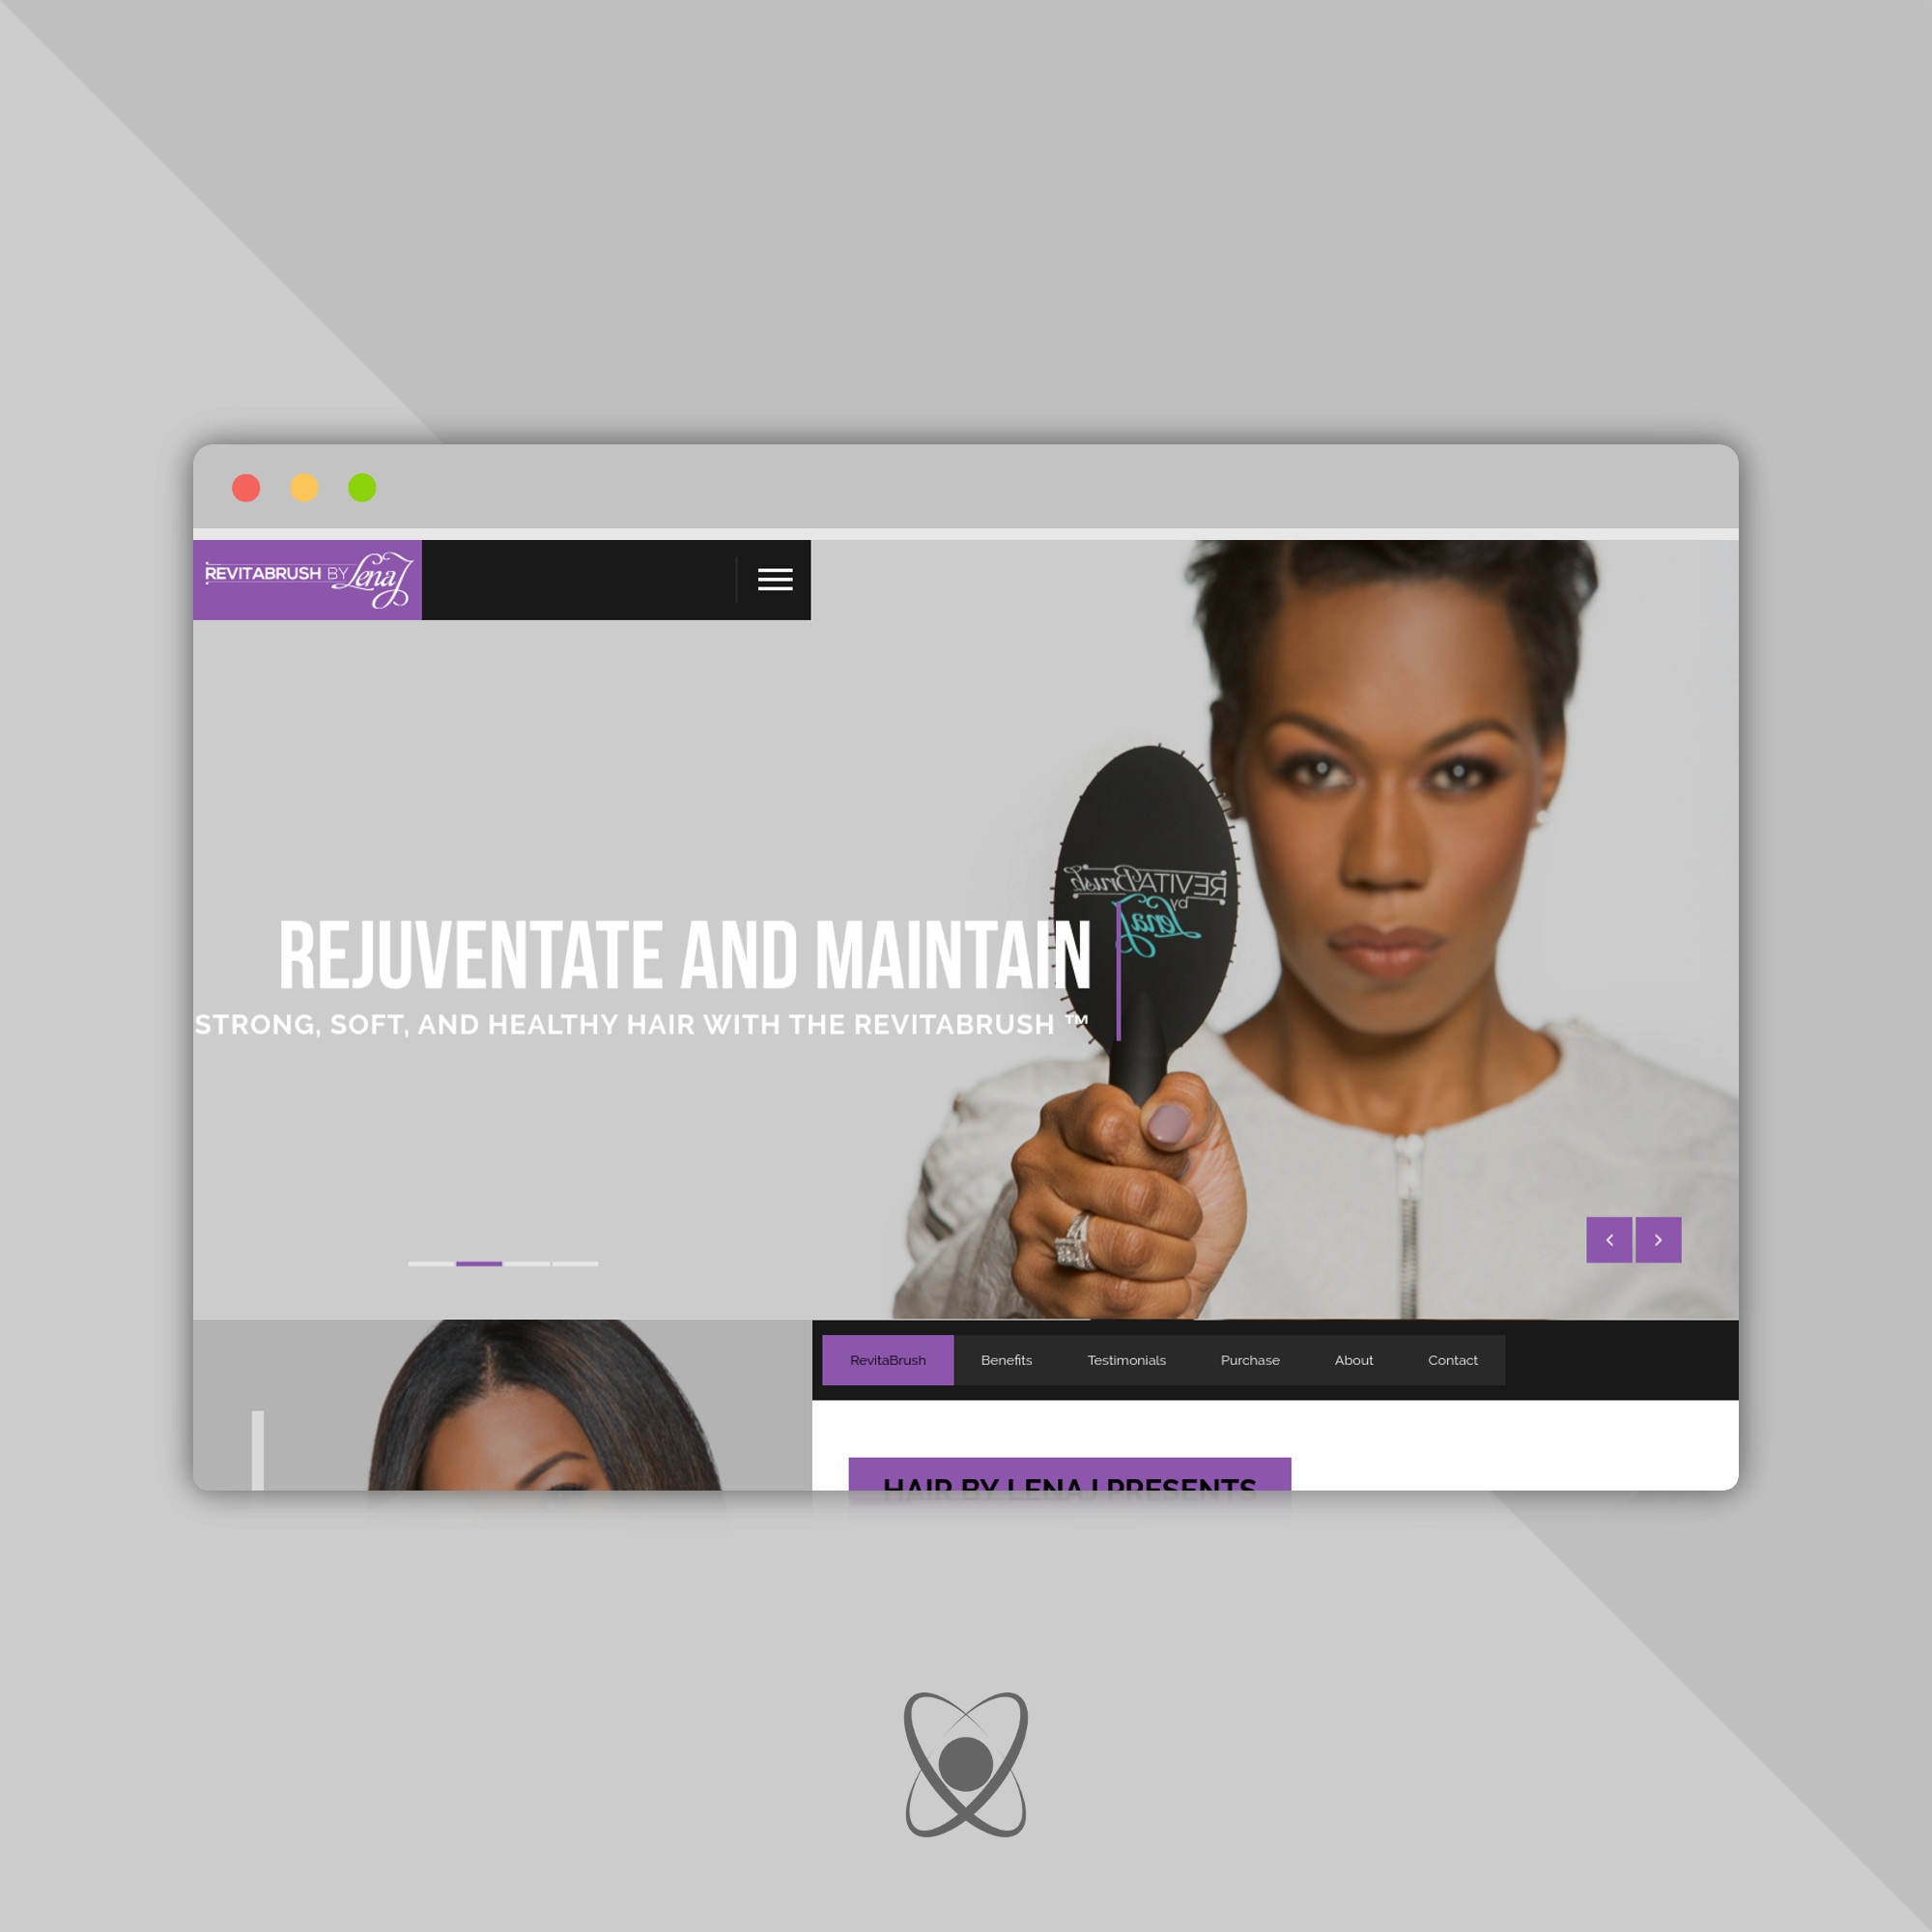 REVITABRUSH BY Lena J
REVITABrush
by
Lena J
REJUVENTATE AND MAINTAIN
STRONG, SOFT, AND HEALTHY HAIR WITH THE REVITABRUSH ™
RevitaBrush Benefits Testimonials Purchase About Contact
HAIR BY LENA J PRESENTS